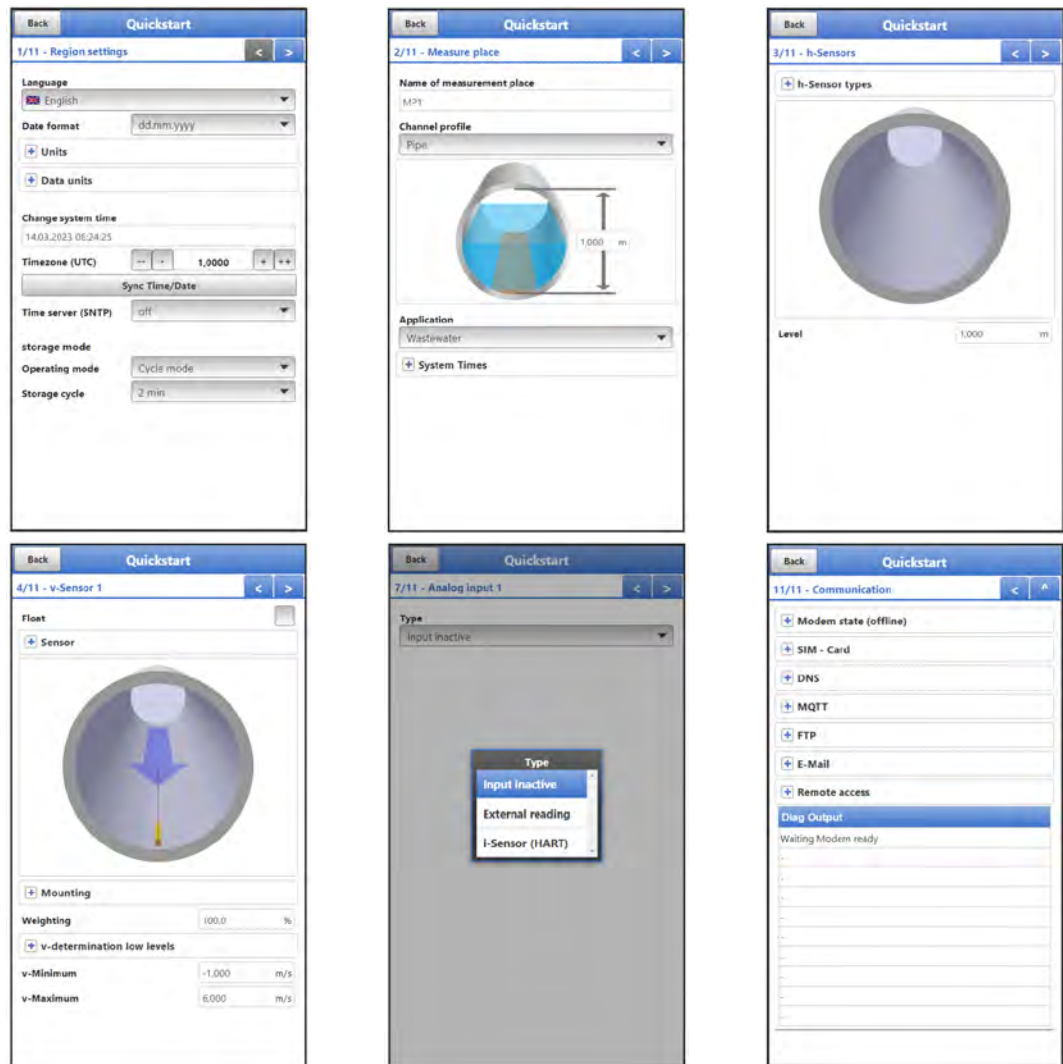 Back Quickstart
1/11 - Region settings < >
Language
English
Date format dd.mm.yyyy
+ Units
+ Data units
Change system time
14.03.2023 08:24:25
Timezone (UTC) -- - 1,0000 + ++
Sync Time/Date
Time server (SNTP) off
storage mode
Operating mode Cycle mode
Storage cycle 2 min
Back Quickstart
2/11 - Measure place < >
Name of measurement place
Channel profile
Pipe
1,000 m
Application
Wastewater
+ System Times
Back Quickstart
3/11 - h-Sensors < >
+ h-Sensor types
Level 1,000 m
Back Quickstart
4/11 - v-Sensor 1 < >
Float
+ Sensor
+ Mounting
Weighting 100,0 %
+ v-determination low levels
v-Minimum -1,000 m/s
v-Maximum 6,000 m/s
Back Quickstart
7/11 - Analog input 1 < >
Type
Input inactive
Type
Input inactive
External reading
i-Sensor (HART)
Back Quickstart
11/11 - Communication < ^
+ Modem state (offline)
+ SIM - Card
+ DNS
+ MQTT
+ FTP
+ E-Mail
+ Remote access
Diag Output
Waiting Modem ready